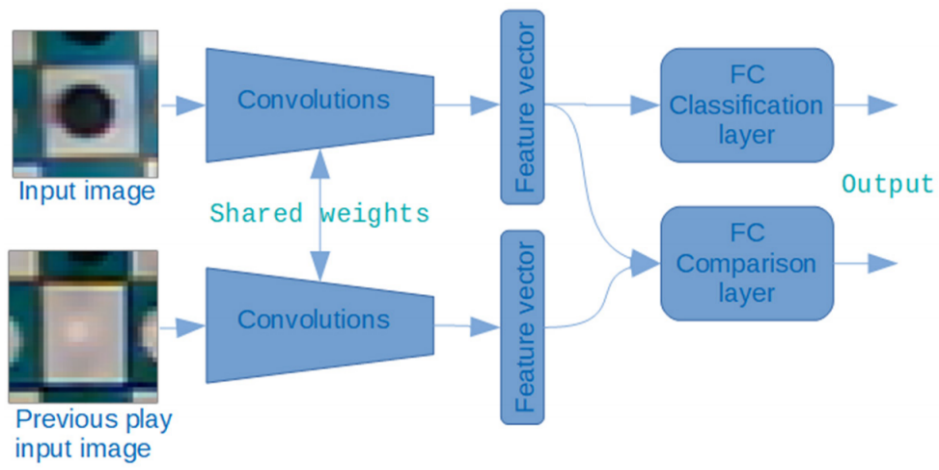 Input image
Convolutions
Feature vector
FC
Classification
layer
Shared weights
Output
Previous play
input image
Convolutions
Feature vector
FC
Comparison
layer